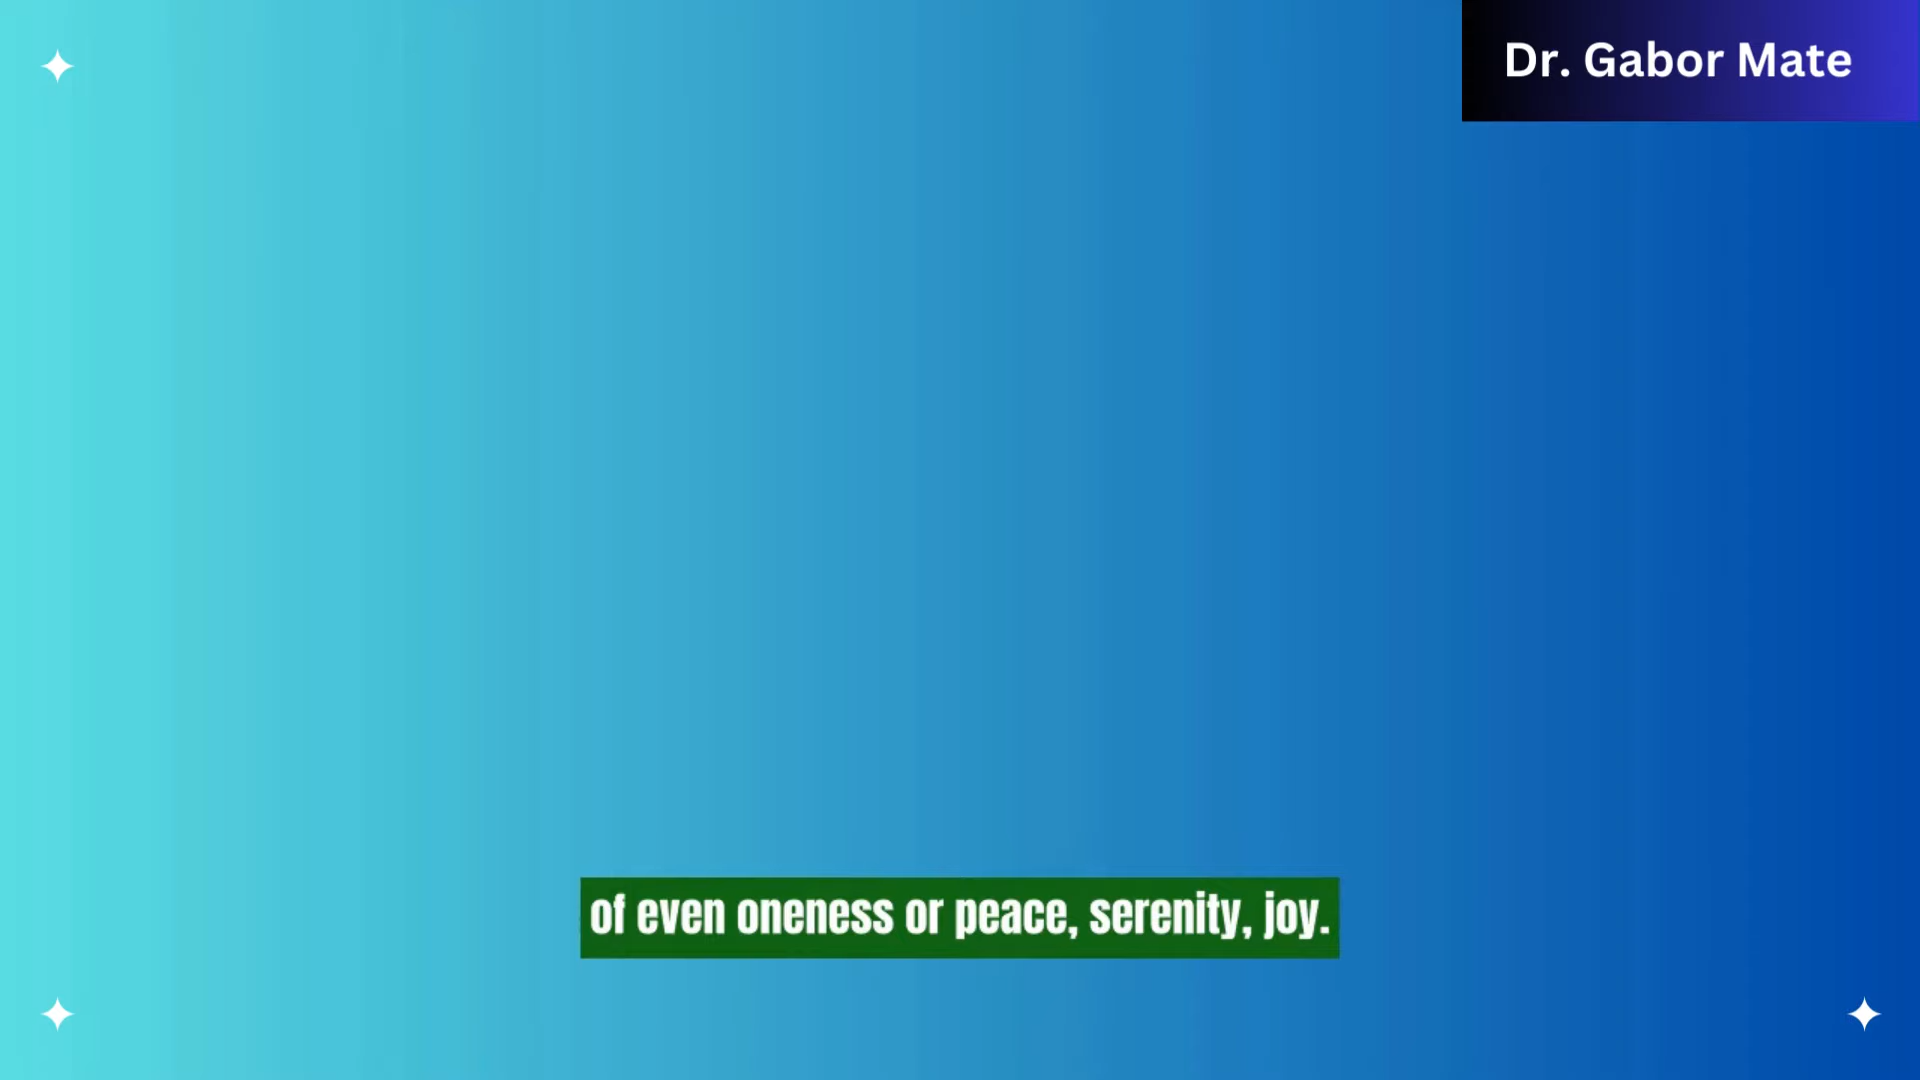 Dr. Gabor Mate
of even oneness or peace, serenity, joy.